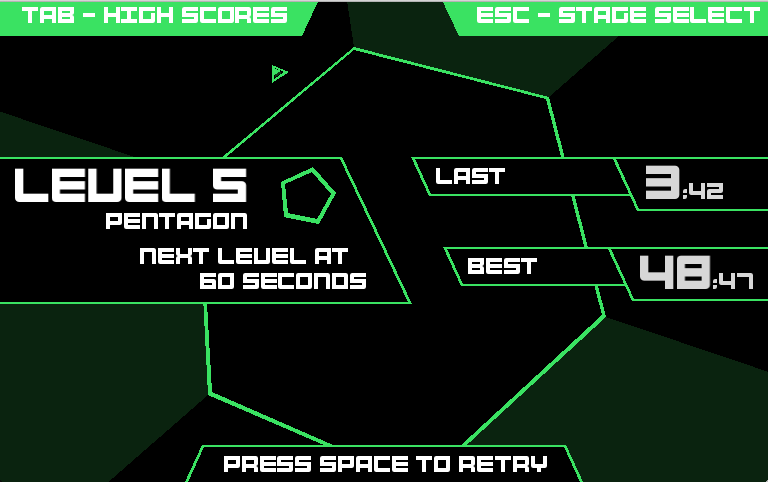 TAB - HIGH SCORES
ESC - STAGE SELECT
LEVEL 5
PENTAGON
NEXT LEVEL AT
60 SECONDS
LAST
3:42
BEST
48:47
PRESS SPACE TO RETRY